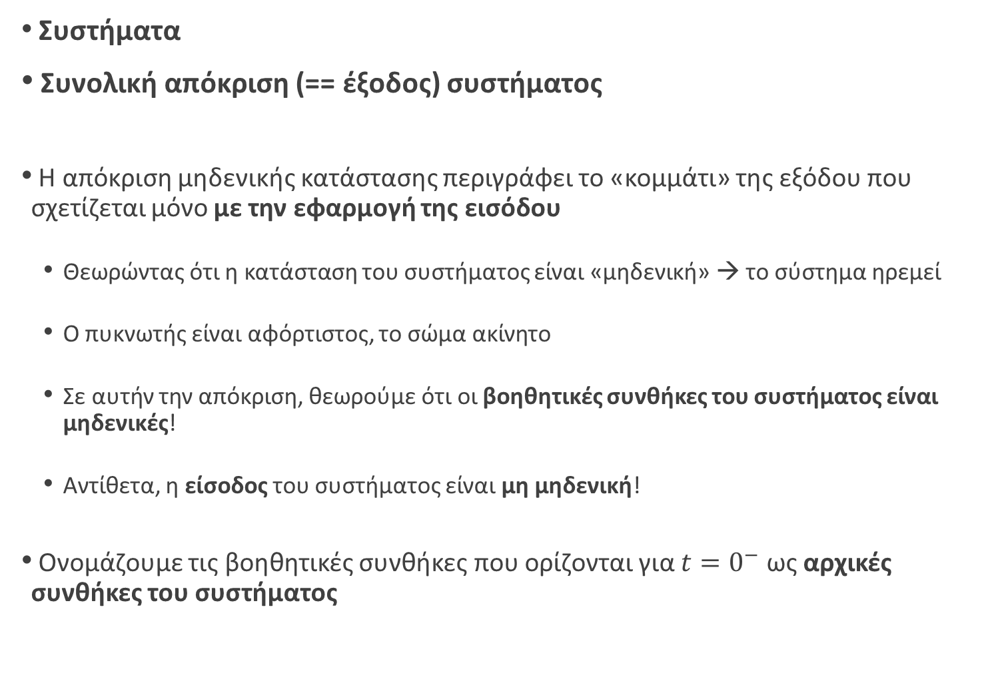 • Συστήματα
• Συνολική απόκριση (== έξοδος) συστήματος
• Η απόκριση μηδενικής κατάστασης περιγράφει το «κομμάτι» της εξόδου που
σχετίζεται μόνο με την εφαρμογή της εισόδου
• Θεωρώντας ότι η κατάσταση του συστήματος είναι «μηδενική» → το σύστημα ηρεμεί
• Ο πυκνωτής είναι αφόρτιστος, το σώμα ακίνητο
• Σε αυτήν την απόκριση, θεωρούμε ότι οι βοηθητικές συνθήκες του συστήματος είναι
μηδενικές!
• Αντίθετα, η είσοδος του συστήματος είναι μη μηδενική!
• Ονομάζουμε τις βοηθητικές συνθήκες που ορίζονται για t = 0⁻ ως αρχικές
συνθήκες του συστήματος